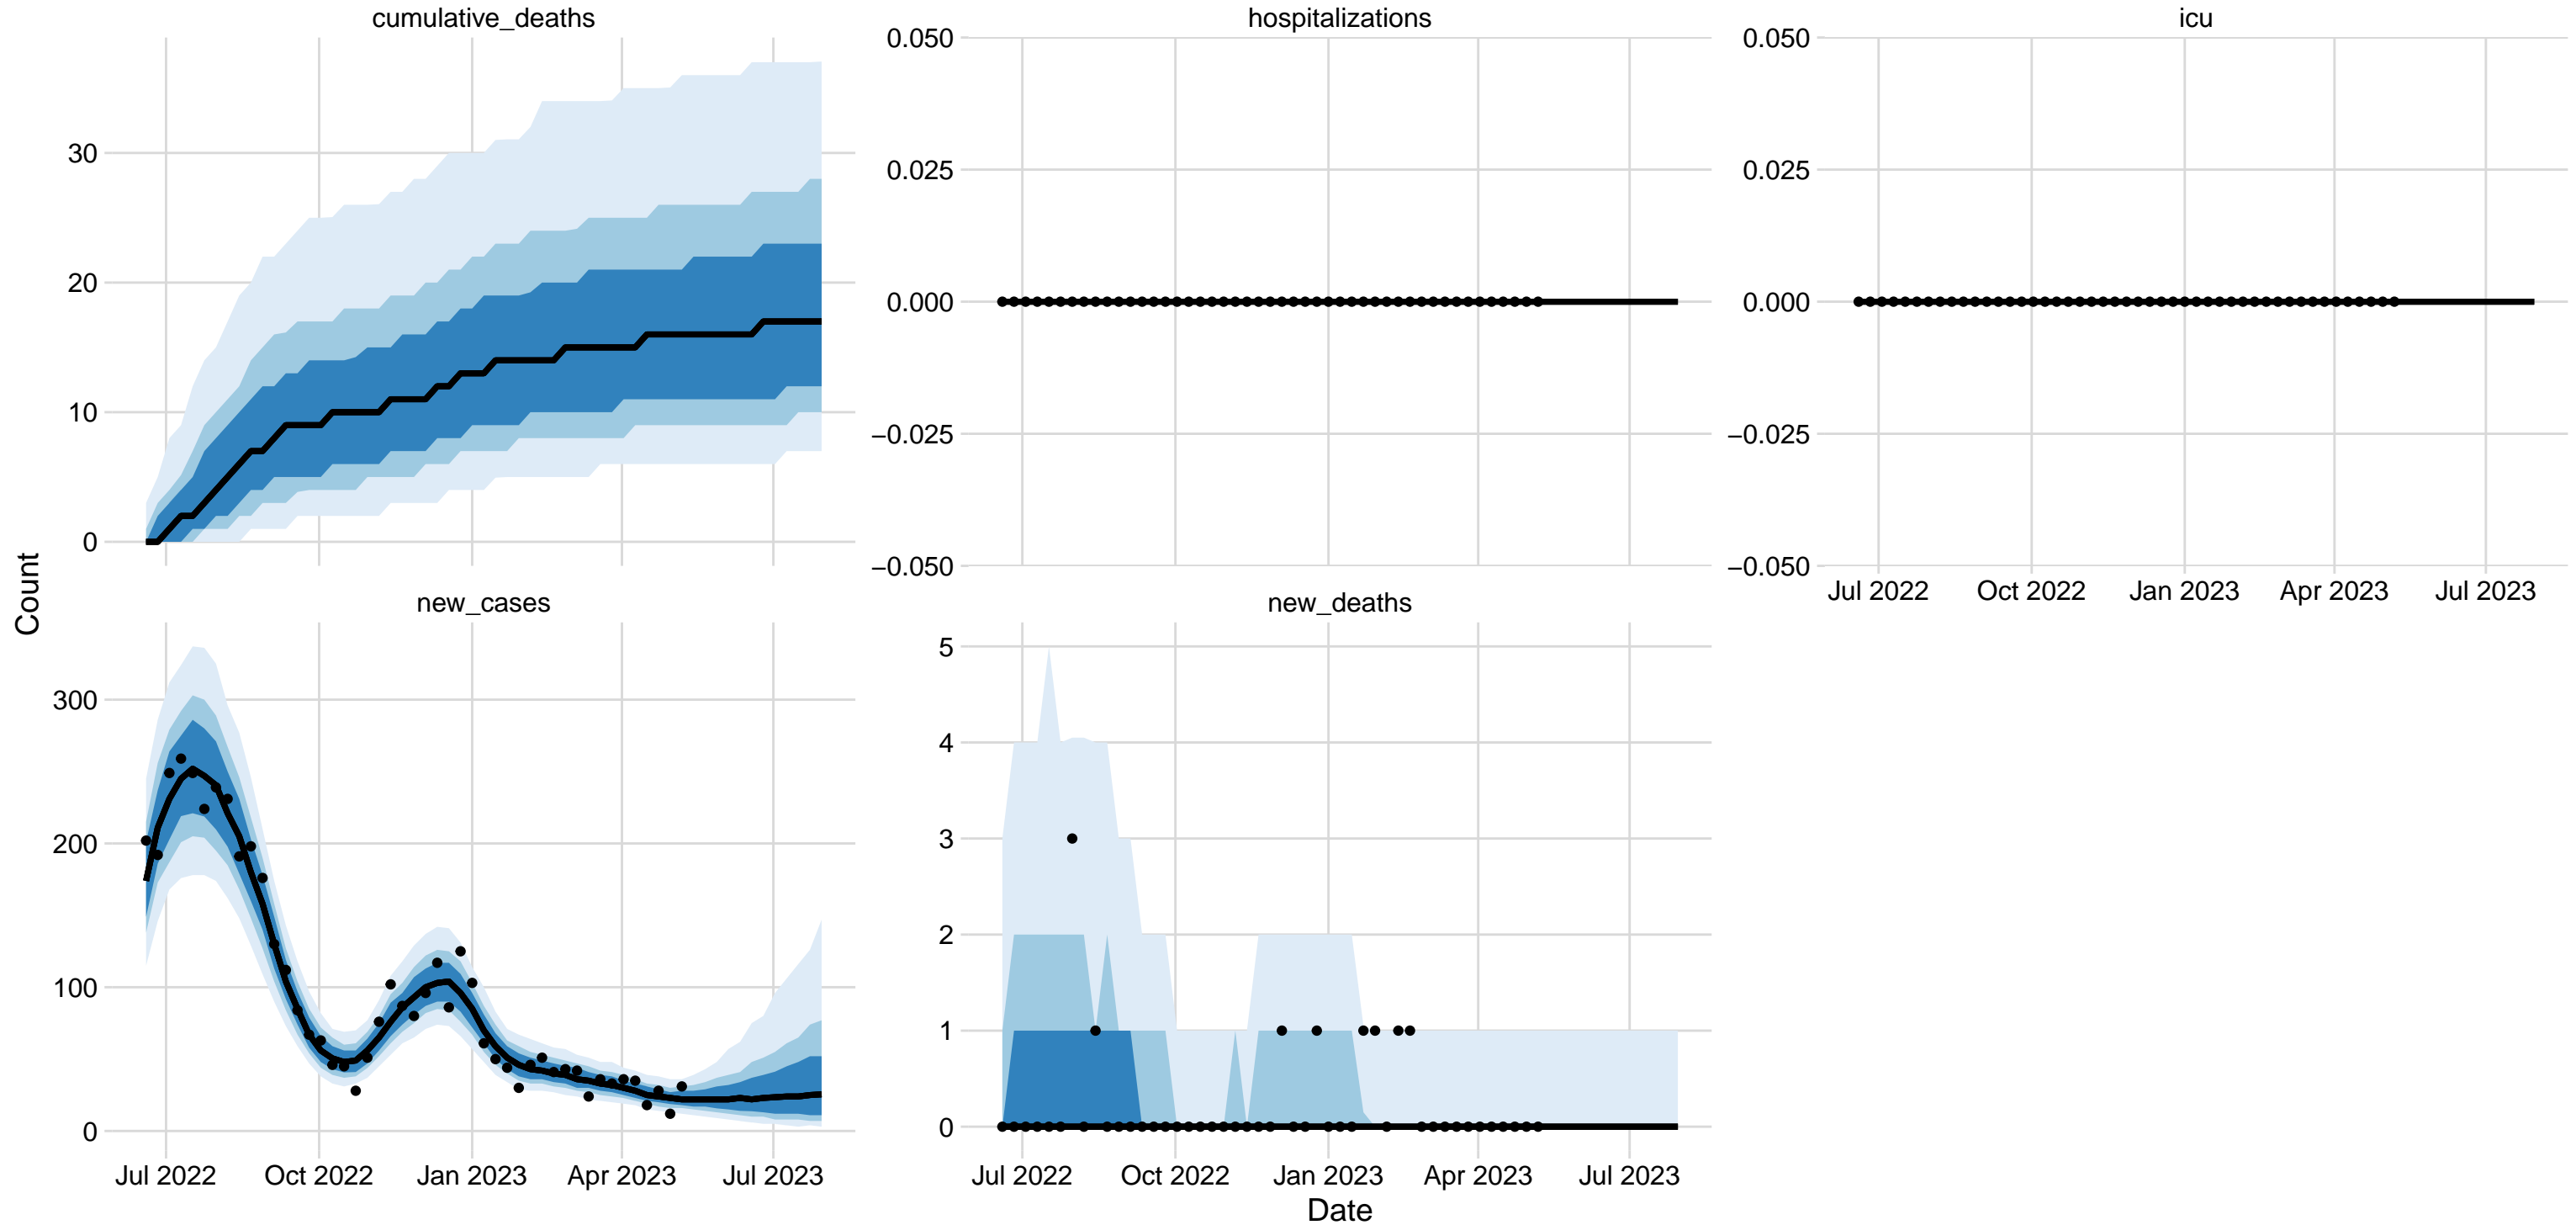 cumulative_deaths
hospitalizations
icu
30
20
10
0
0.050
0.025
0.000
−0.025
−0.050
0.050
0.025
0.000
−0.025
−0.050
Jul 2022 Oct 2022 Jan 2023 Apr 2023 Jul 2023
Count
new_cases
new_deaths
300
200
100
0
5
4
3
2
1
0
Jul 2022 Oct 2022 Jan 2023 Apr 2023 Jul 2023
Jul 2022 Oct 2022 Jan 2023 Apr 2023 Jul 2023
Date